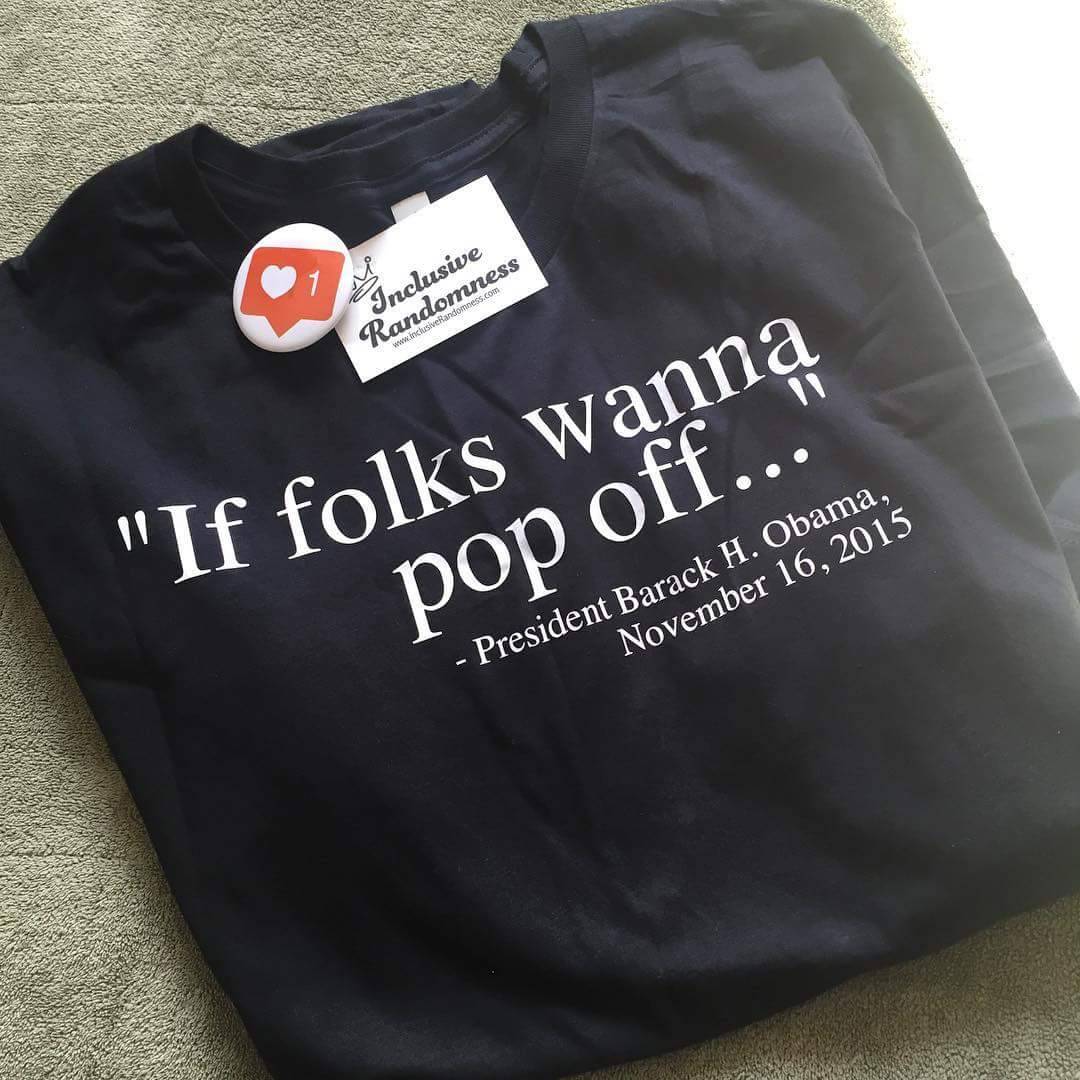 1
Inclusive
Randomness
www.InclusiveRandomness.com
"If folks wanna
pop off..."
- President Barack H. Obama,
November 16, 2015